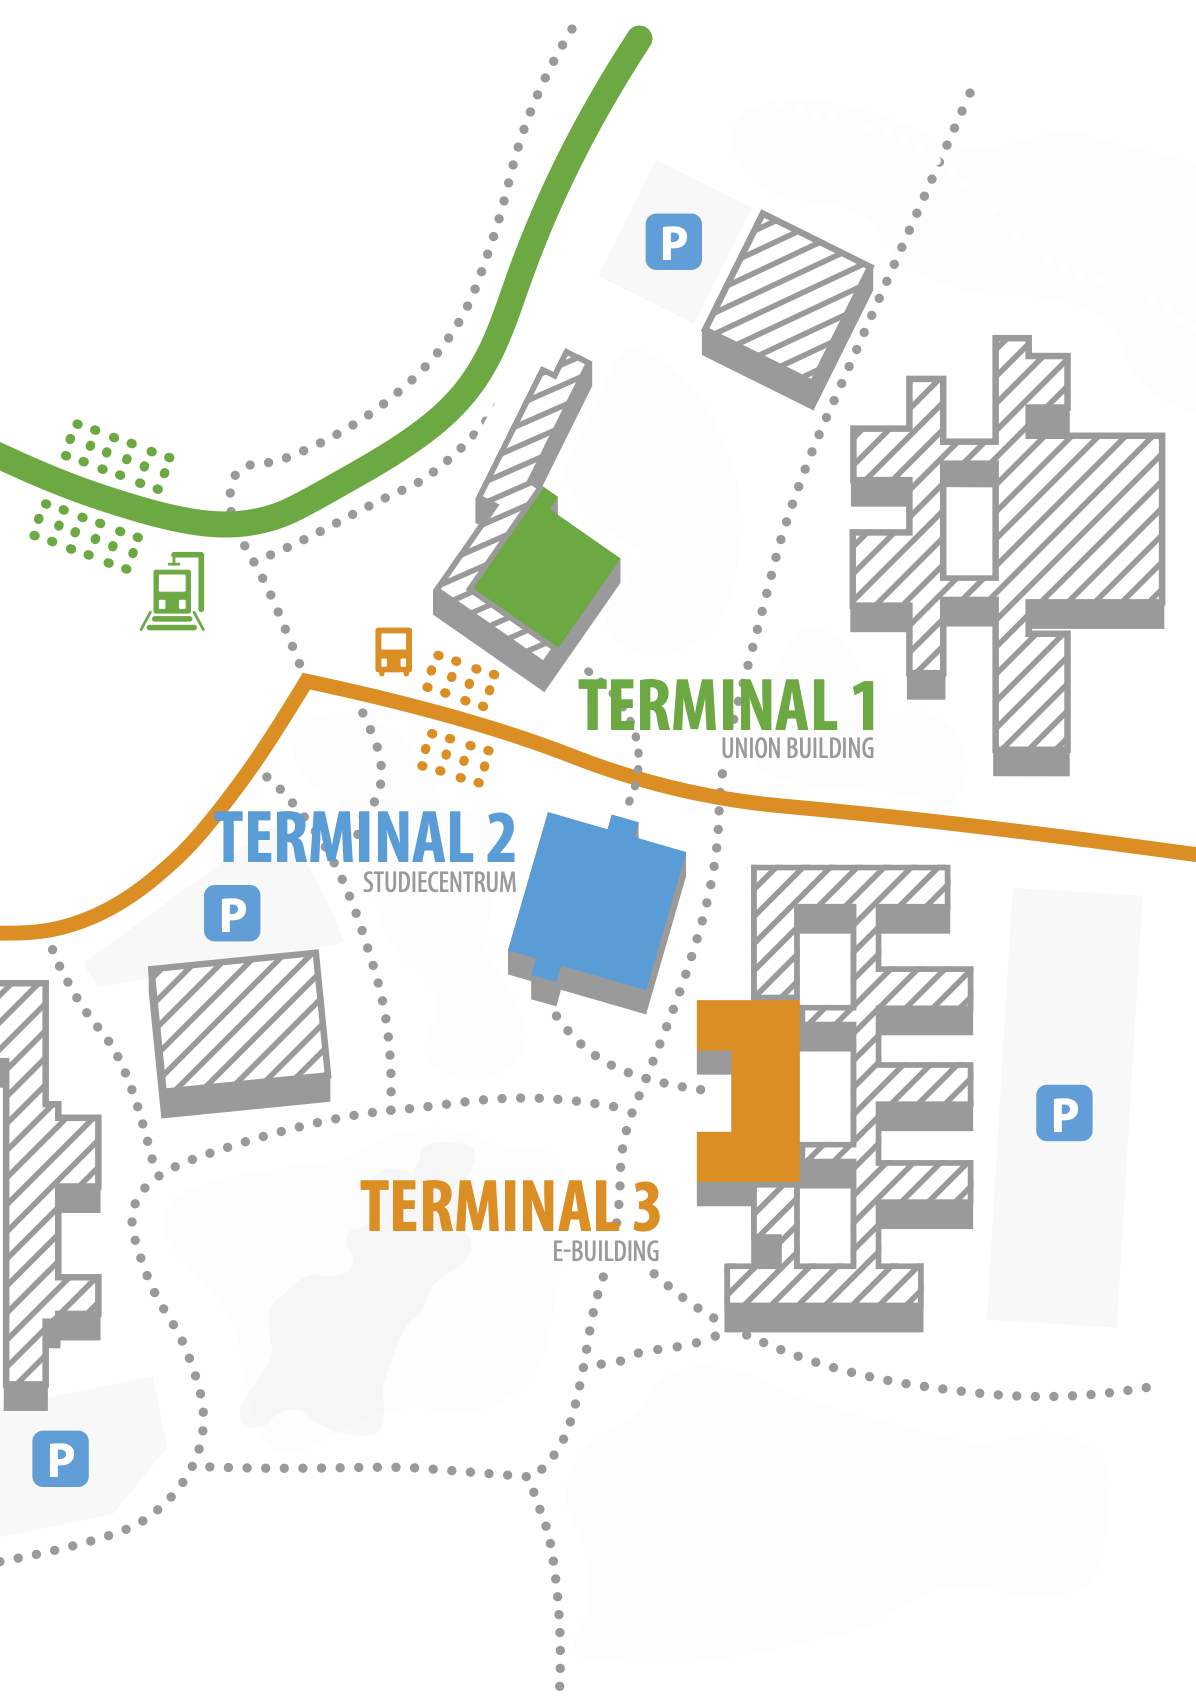 P
TERMINAL 1
UNION BUILDING
TERMINAL 2
STUDIECENTRUM
P
P
TERMINAL 3
E-BUILDING
P